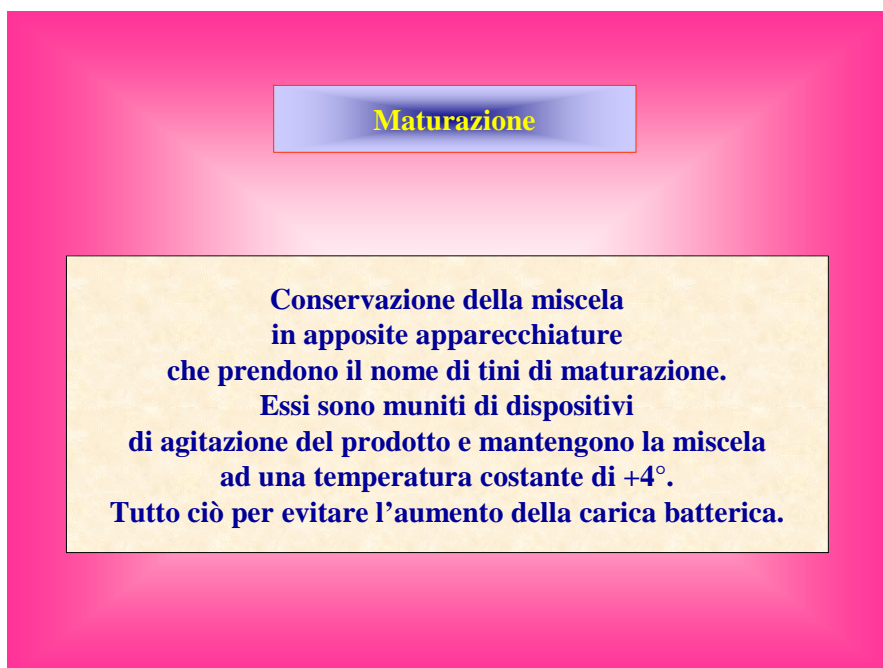 Maturazione
Conservazione della miscela
in apposite apparecchiature
che prendono il nome di tini di maturazione.
Essi sono muniti di dispositivi
di agitazione del prodotto e mantengono la miscela
ad una temperatura costante di +4°.
Tutto ciò per evitare l’aumento della carica batterica.